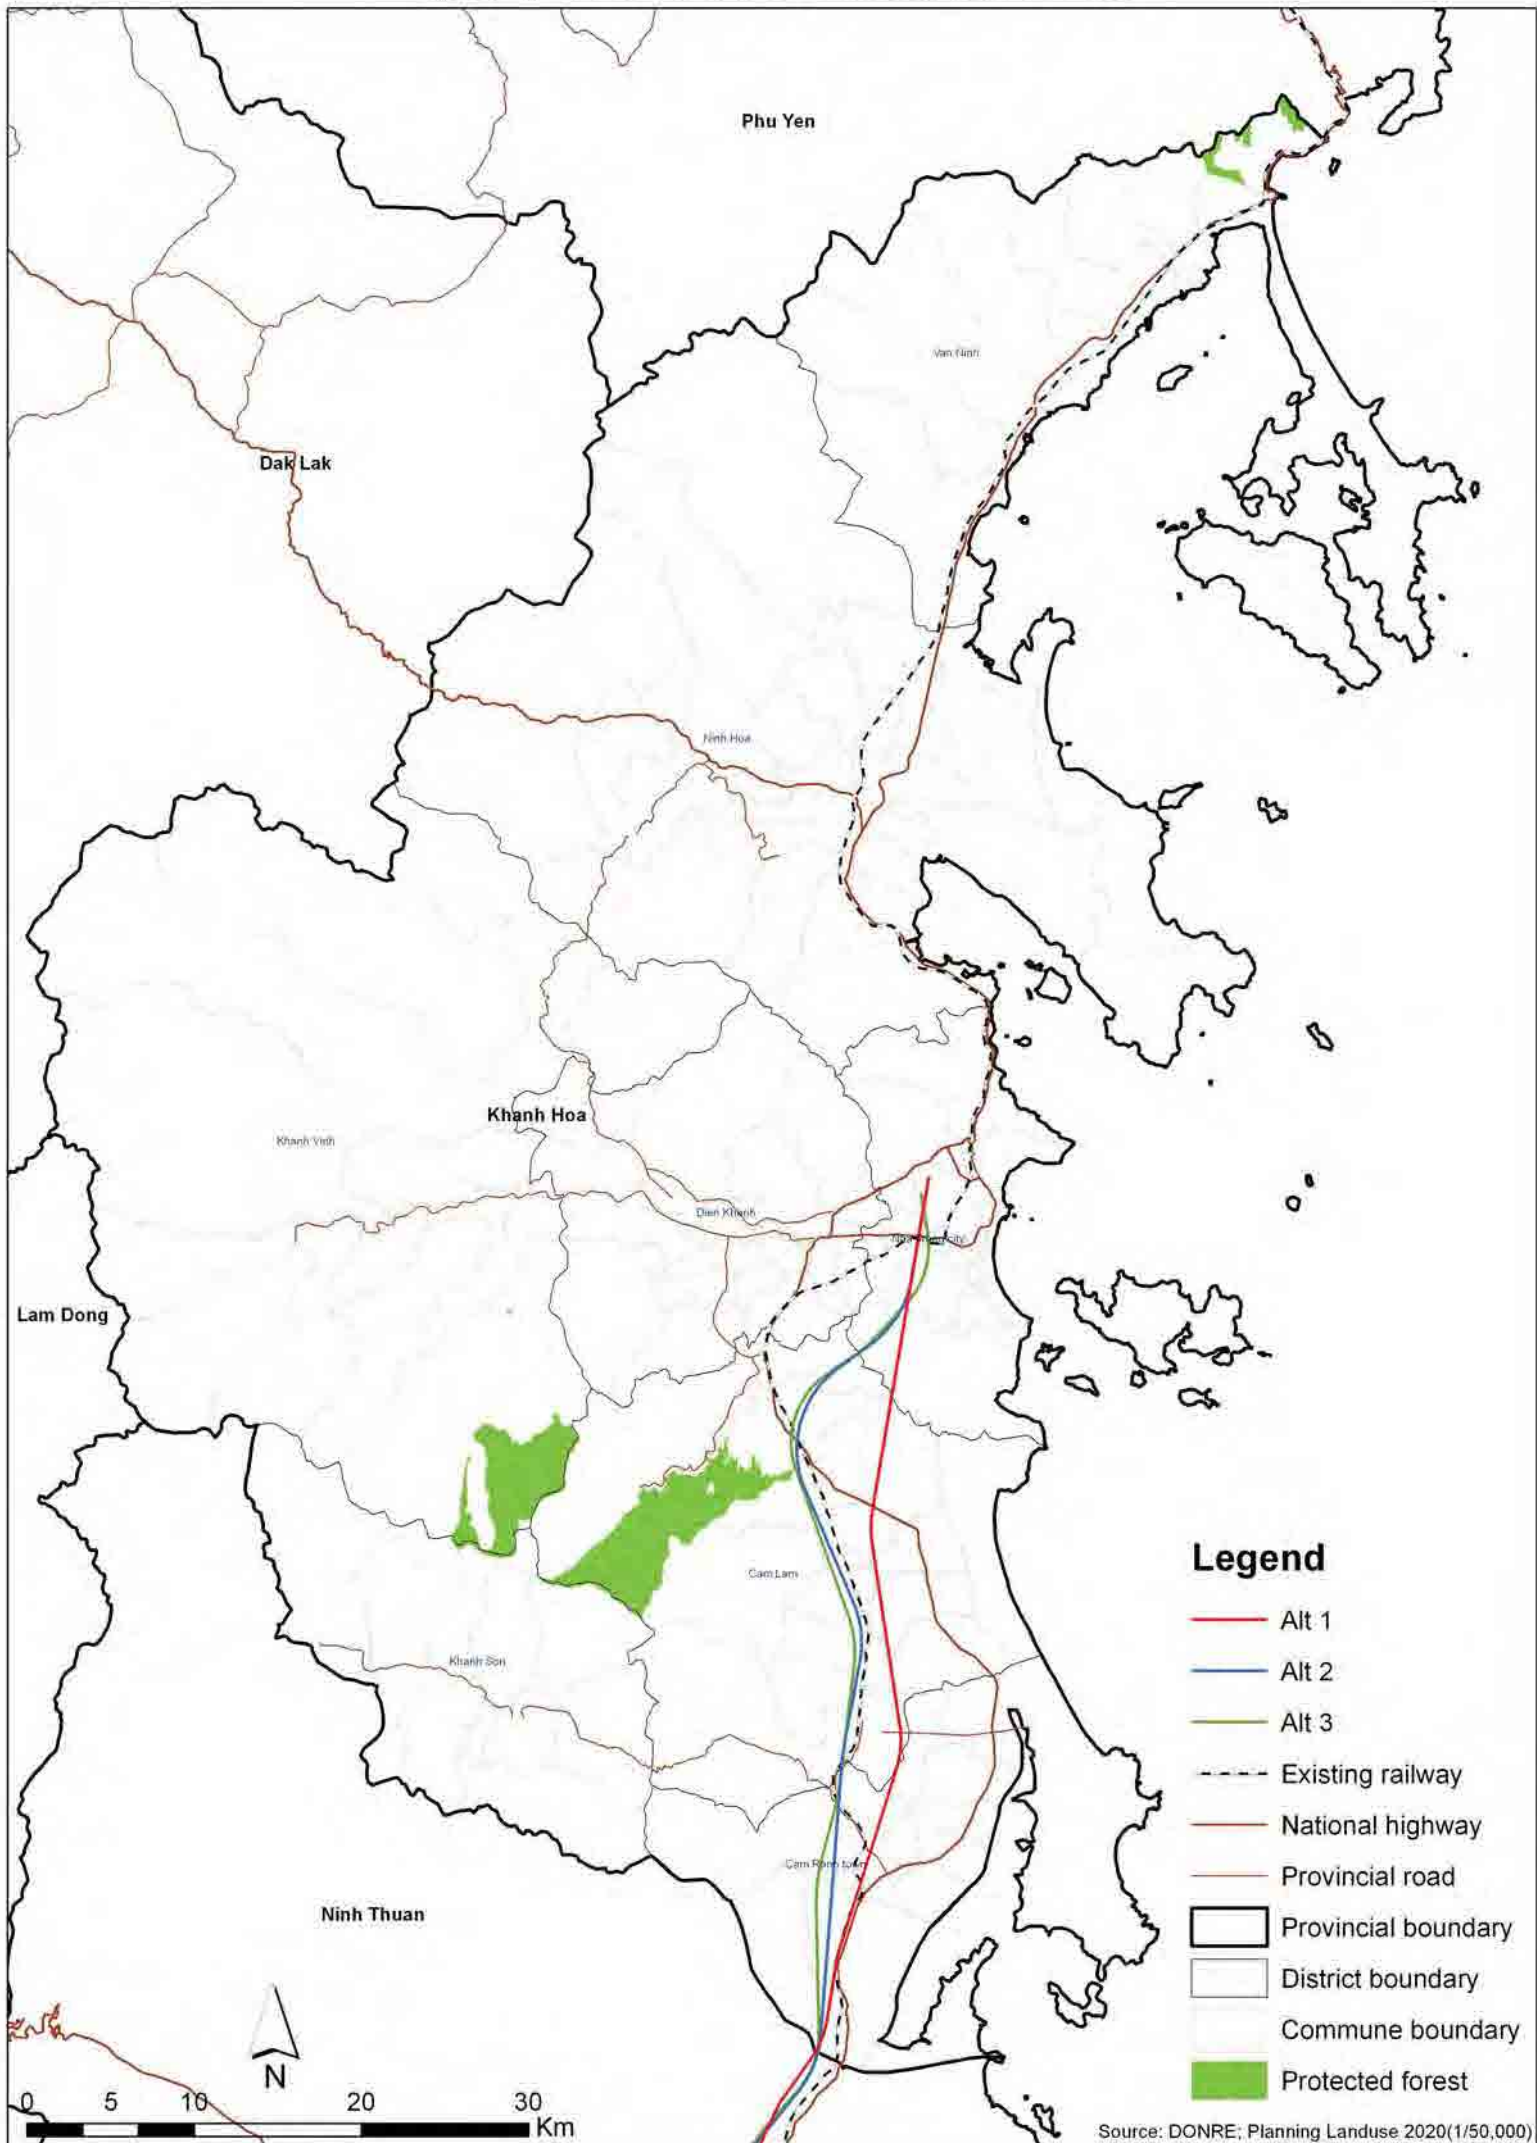 Phu Yen
Van Ninh
Dak Lak
Ninh Hoa
Khanh Hoa
Khanh Vinh
Dien Khanh
Lam Dong
Cam Lam
Khanh Son
Ninh Thuan
N
0 5 10 20 30
Km
Legend
Alt 1
Alt 2
Alt 3
Existing railway
National highway
Provincial road
Provincial boundary
District boundary
Commune boundary
Protected forest
Source: DONRE; Planning Landuse 2020(1/50,000)